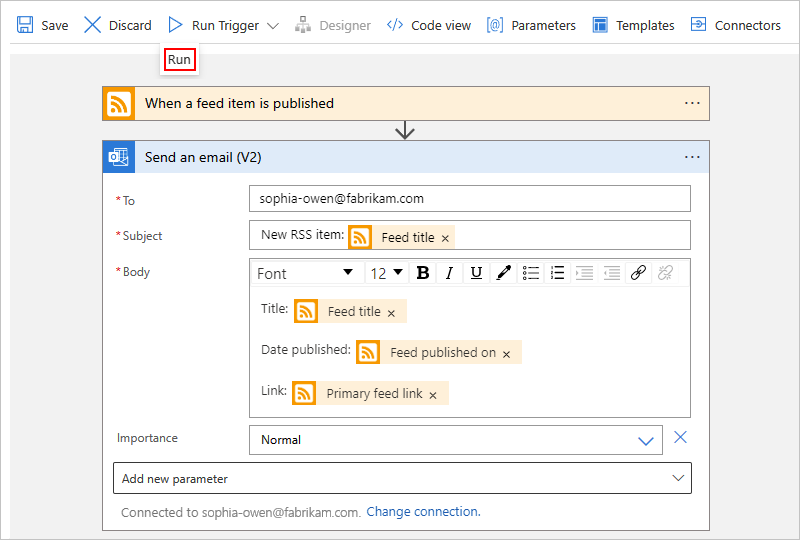 Save Discard Run Trigger Designer Code view Parameters Templates Connectors
Run
When a feed item is published ...
Send an email (V2) ...
* To sophia-owen@fabrikam.com
* Subject New RSS item: Feed title ×
* Body Font 12 B I U
Title: Feed title ×
Date published: Feed published on ×
Link: Primary feed link ×
Importance Normal
Add new parameter
Connected to sophia-owen@fabrikam.com. Change connection.